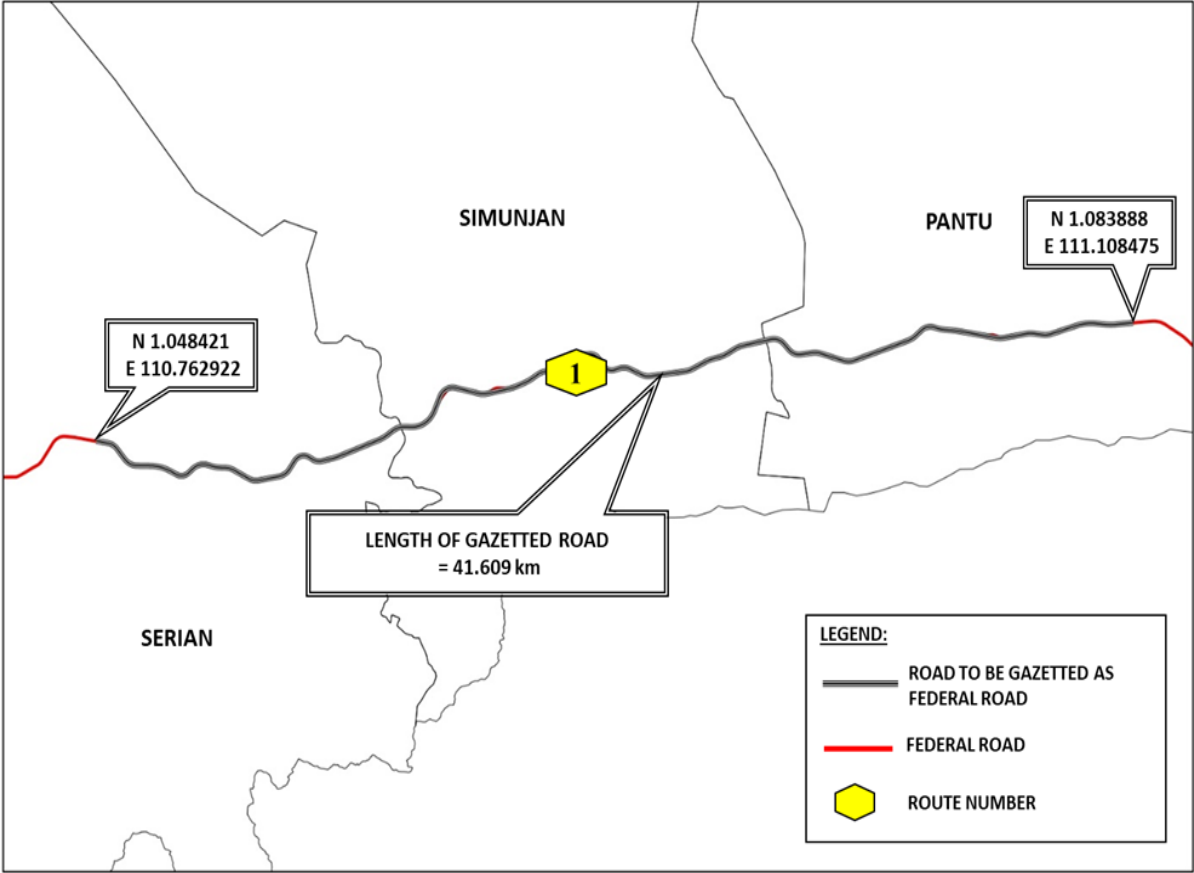 SIMUNJAN
PANTU
N 1.083888
E 111.108475
N 1.048421
E 110.762922
1
LENGTH OF GAZETTED ROAD
= 41.609 km
SERIAN
LEGEND:
ROAD TO BE GAZETTED AS
FEDERAL ROAD
FEDERAL ROAD
ROUTE NUMBER